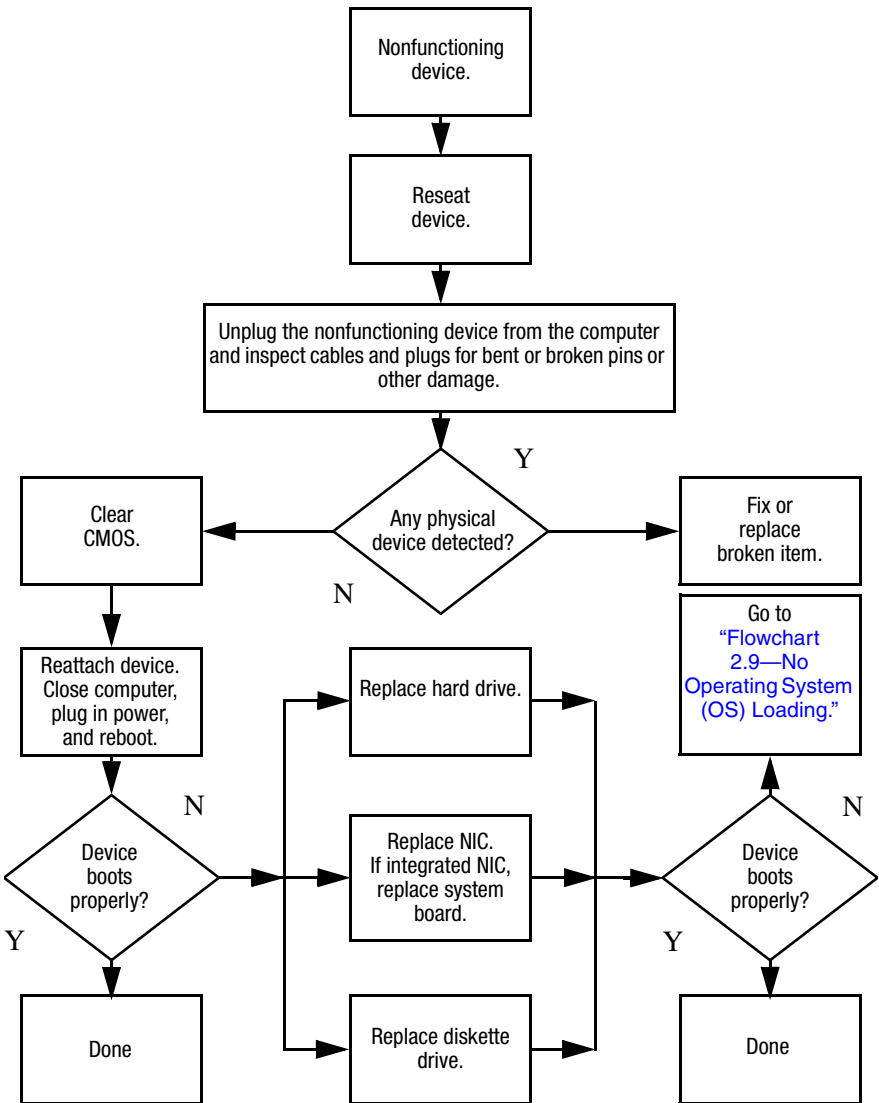 Nonfunctioning
device.
Reseat
device.
Unplug the nonfunctioning device from the computer
and inspect cables and plugs for bent or broken pins or
other damage.
Y
Any physical
device detected?
N
Clear
CMOS.
Fix or
replace
broken item.
Reattach device.
Close computer,
plug in power,
and reboot.
Replace hard drive.
Go to
“Flowchart
2.9—No
Operating System
(OS) Loading.”
N
Device
boots
properly?
Y
Replace NIC.
If integrated NIC,
replace system
board.
N
Device
boots
properly?
Y
Done
Replace diskette
drive.
Done